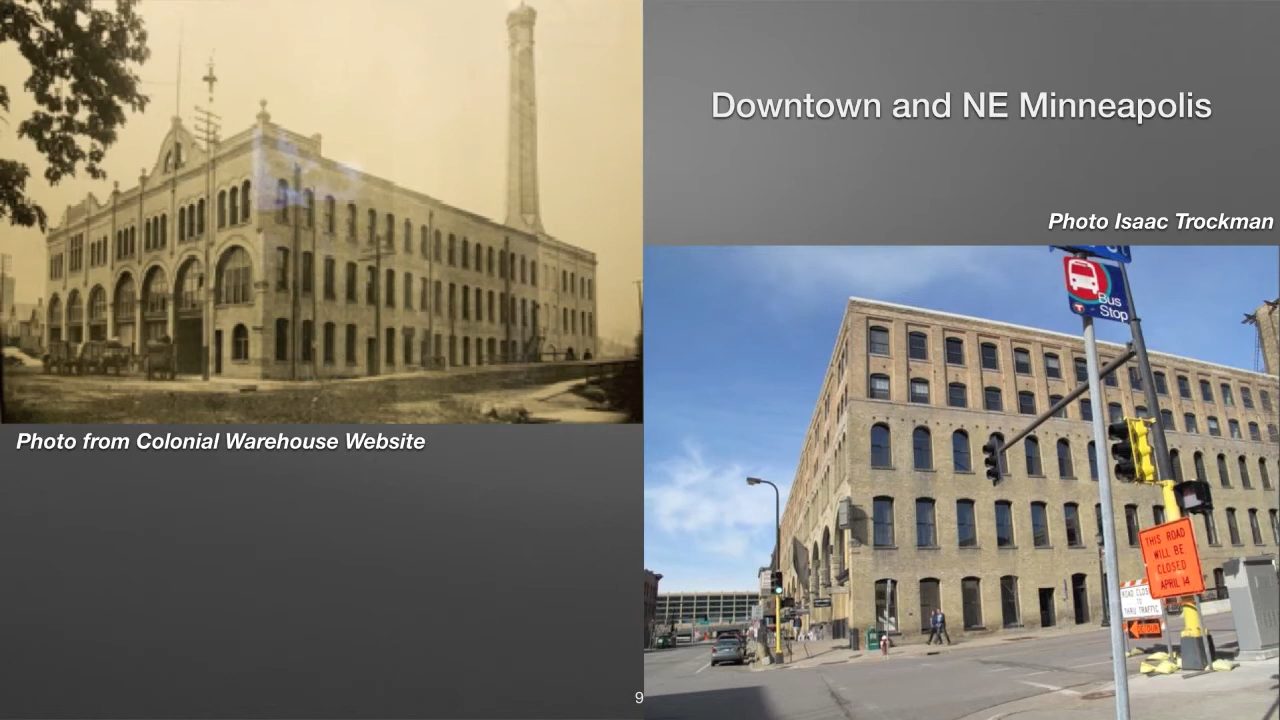 Downtown and NE Minneapolis
Photo Isaac Trockman
Photo from Colonial Warehouse Website
Bus
Stop
THIS ROAD
WILL BE
CLOSED
APRIL 14
ROAD CLOSED
TO
THRU TRAFFIC
9